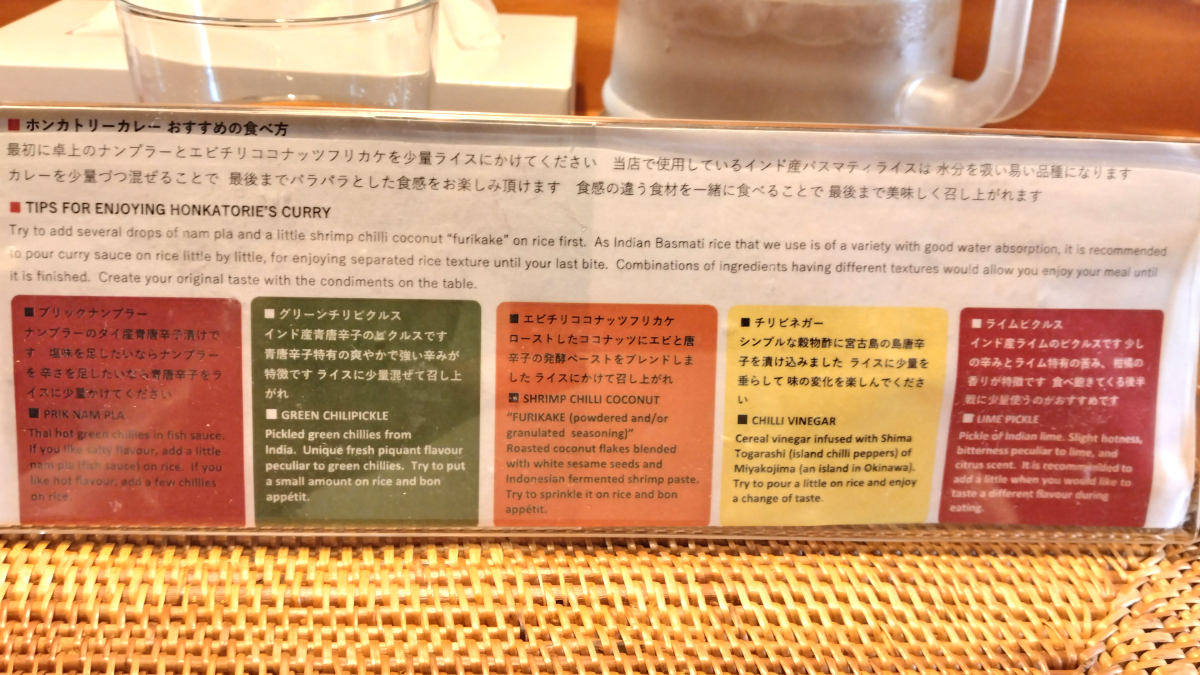 ■ ホンカトリーカレー おすすめの食べ方
最初に卓上のナンプラーとエビチリココナッツフリカケを少量ライスにかけてください　当店で使用しているインド産バスマティライスは 水分を吸い易い品種になります
カレーを少量づつ混ぜることで 最後までパラパラとした食感をお楽しみ頂けます　食感の違う食材を一緒に食べることで 最後まで美味しく召し上がれます
■ TIPS FOR ENJOYING HONKATORIE'S CURRY
Try to add several drops of nam pla and a little shrimp chilli coconut "furikake" on rice first. As Indian Basmati rice that we use is of a variety with good water absorption, it is recommended
to pour curry sauce on rice little by little, for enjoying separated rice texture until your last bite. Combinations of ingredients having different textures would allow you enjoy your meal until
it is finished. Create your original taste with the condiments on the table.
■ プリックナンプラー
ナンプラーのタイ産青唐辛子漬けで
す 塩味を足したいならナンプラー
を 辛さを足したいなら青唐辛子をラ
イスに少量かけてください
■ PRIK NAM PLA
Thai hot green chillies in fish sauce.
If you like salty flavour, add a little
nam pla (fish sauce) on rice. If you
like hot flavour, add a few chillies
on rice.
■ グリーンチリピクルス
インド産青唐辛子のピクルスです
青唐辛子特有の爽やかで強い辛みが
特徴です ライスに少量混ぜて召し上
がれ
■ GREEN CHILIPICKLE
Pickled green chillies from
India. Unique fresh piquant flavour
peculiar to green chillies. Try to put
a small amount on rice and bon
appétit.
■ エビチリココナッツフリカケ
ローストしたココナッツにエビと唐
辛子の発酵ペーストをブレンドしま
した ライスにかけて召し上がれ
■ SHRIMP CHILLI COCONUT
"FURIKAKE (powdered and/or
granulated seasoning)"
Roasted coconut flakes blended
with white sesame seeds and
Indonesian fermented shrimp paste.
Try to sprinkle it on rice and bon
appétit.
■ チリビネガー
シンプルな穀物酢に宮古島の島唐辛
子を漬け込みました ライスに少量を
垂らして 味の変化を楽しんでくださ
い
■ CHILLI VINEGAR
Cereal vinegar infused with Shima
Togarashi (island chilli peppers) of
Miyakojima (an island in Okinawa).
Try to pour a little on rice and enjoy
a change of taste.
■ ライムピクルス
インド産ライムのピクルスです 少し
の辛みとライム特有の苦み、柑橘の
香りが特徴です 食べ飽きてくる後半
戦に少量使うのがおすすめです
■ LIME PICKLE
Pickle of Indian lime. Slight hotness,
bitterness peculiar to lime, and
citrus scent. It is recommended to
add a little when you would like to
taste a different flavour during
eating.